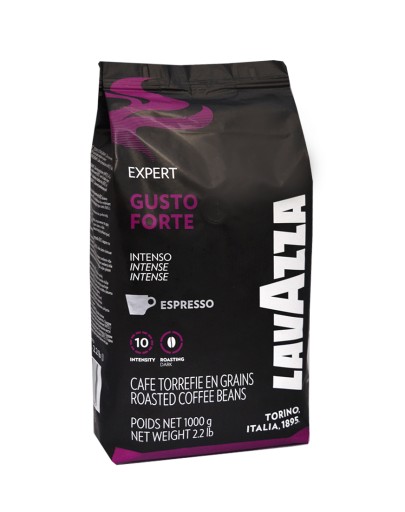 EXPERT
GUSTO
FORTE
INTENSO
INTENSE
INTENSE
ESPRESSO
10
INTENSITY
ROASTING
DARK
CAFE TORREFIE EN GRAINS
ROASTED COFFEE BEANS
POIDS NET 1000 g
NET WEIGHT 2.2 lb
LAVAZZA
TORINO,
ITALIA, 1895